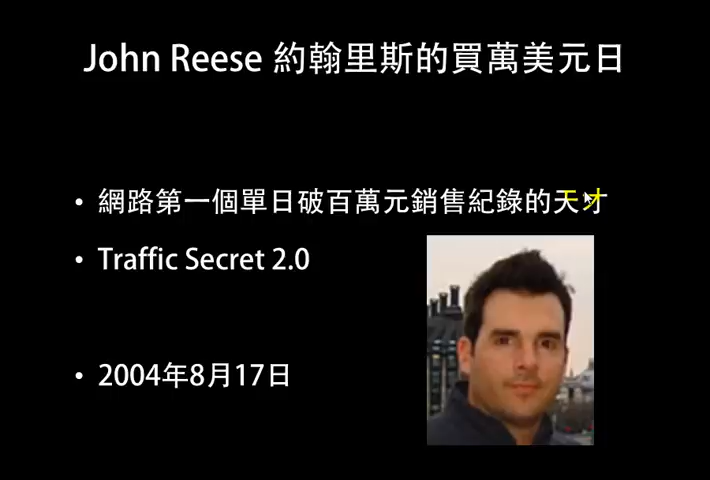 John Reese 約翰里斯的買萬美元日
• 網路第一個單日破百萬元銷售紀錄的天才
• Traffic Secret 2.0
• 2004年8月17日